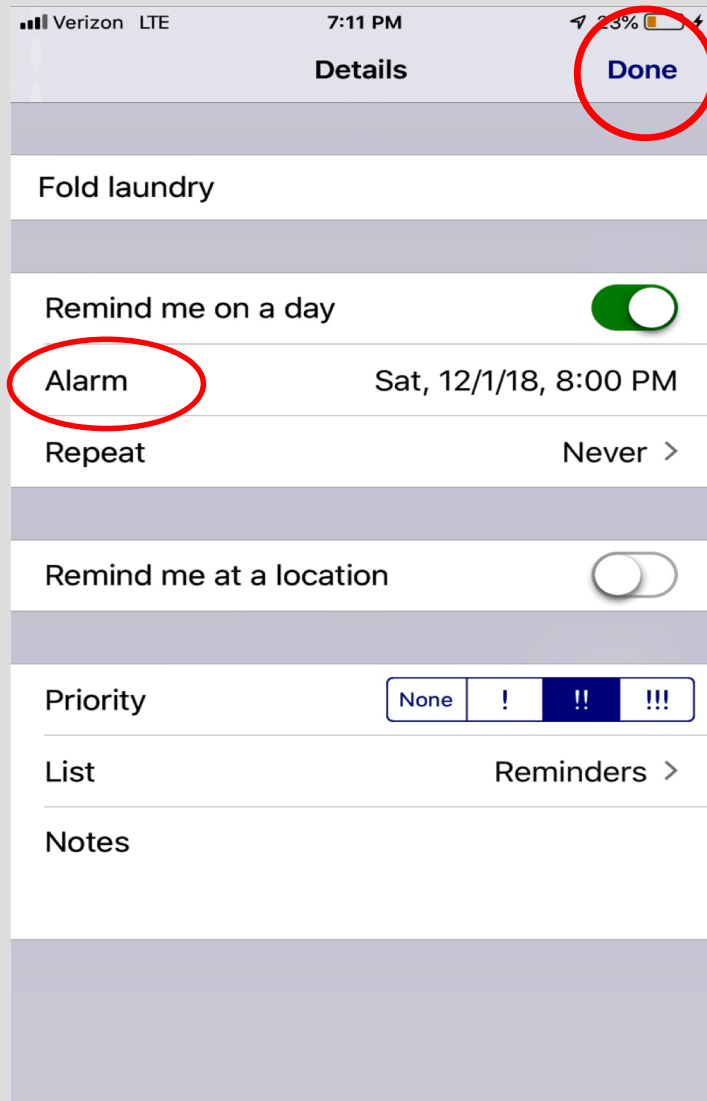 Verizon LTE 7:11 PM 23%
Details Done
Fold laundry
Remind me on a day
Alarm Sat, 12/1/18, 8:00 PM
Repeat Never >
Remind me at a location
Priority None ! !! !!!
List Reminders >
Notes